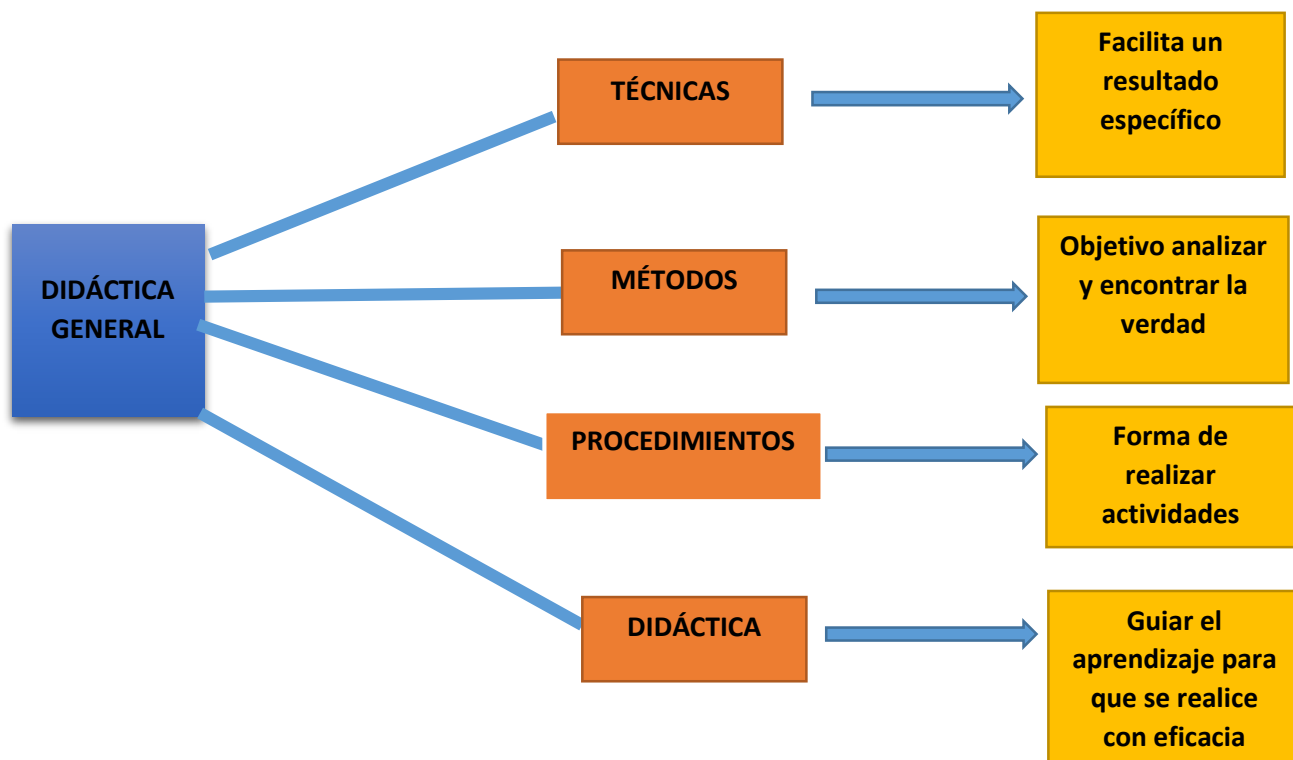 DIDÁCTICA
GENERAL
TÉCNICAS
Facilita un
resultado
específico
MÉTODOS
Objetivo analizar
y encontrar la
verdad
PROCEDIMIENTOS
Forma de
realizar
actividades
DIDÁCTICA
Guiar el
aprendizaje para
que se realice
con eficacia